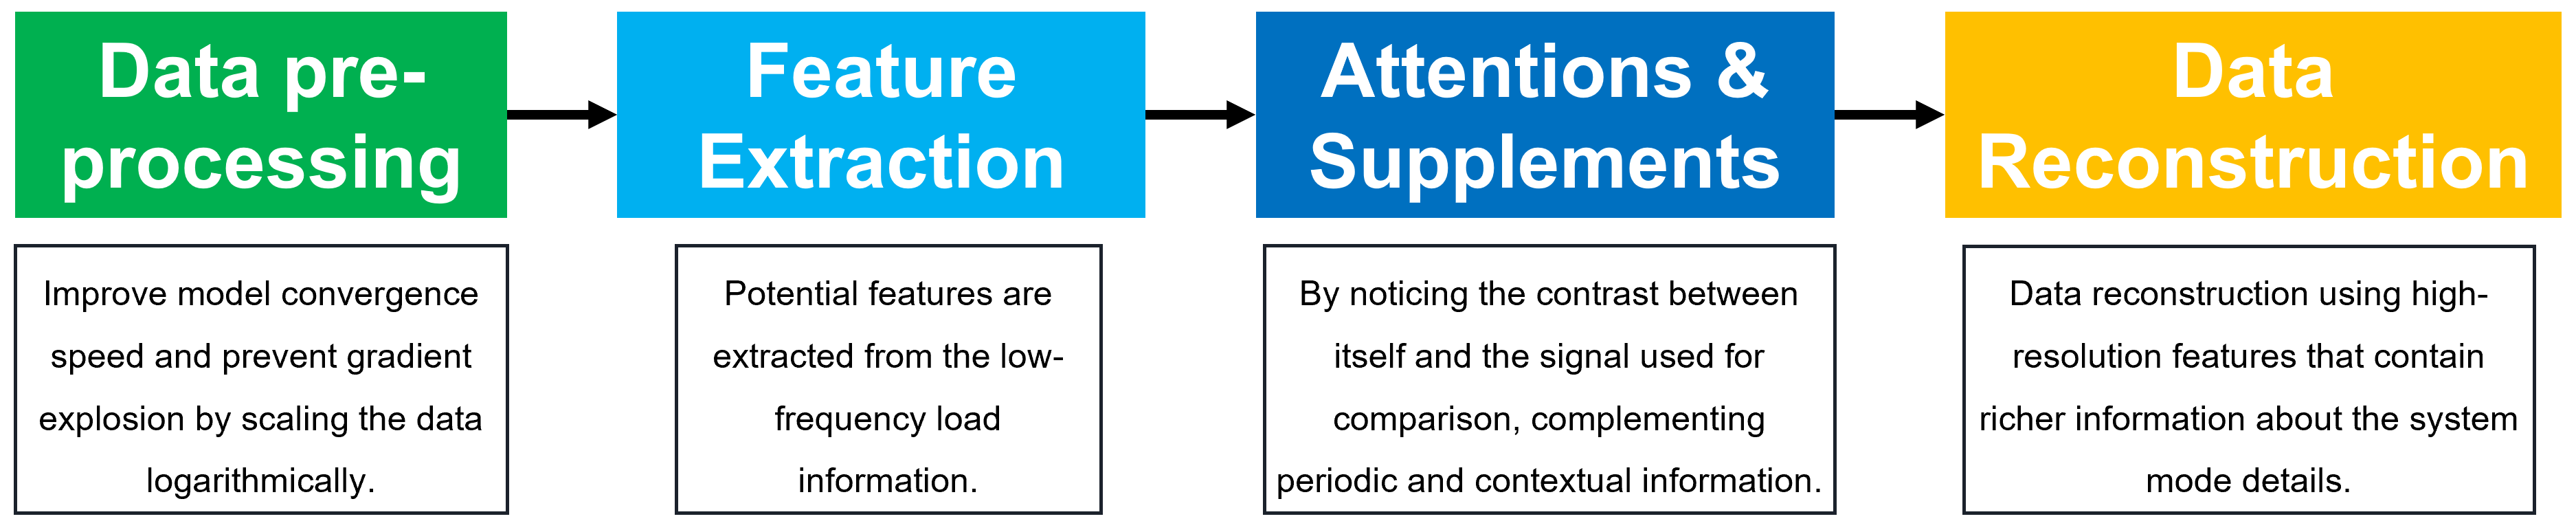 Data pre-
processing
Feature
Extraction
Attentions &
Supplements
Data
Reconstruction
Improve model convergence
speed and prevent gradient
explosion by scaling the data
logarithmically.
Potential features are
extracted from the low-
frequency load
information.
By noticing the contrast between
itself and the signal used for
comparison, complementing
periodic and contextual information.
Data reconstruction using high-
resolution features that contain
richer information about the system
mode details.